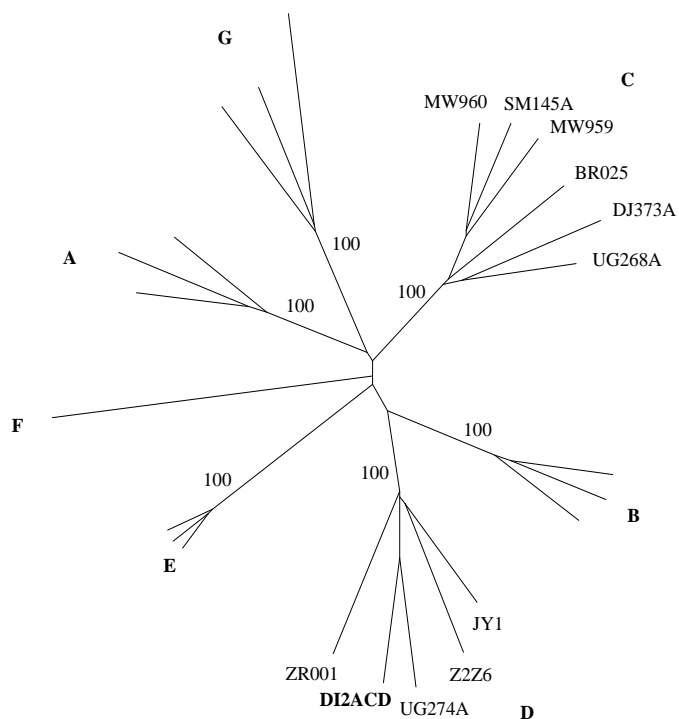 G
C
MW960
SM145A
MW959
BR025
DJ373A
100
UG268A
A
100
100
F
100
100
100
B
E
JY1
ZR001
Z2Z6
DI2ACD
UG274A
D